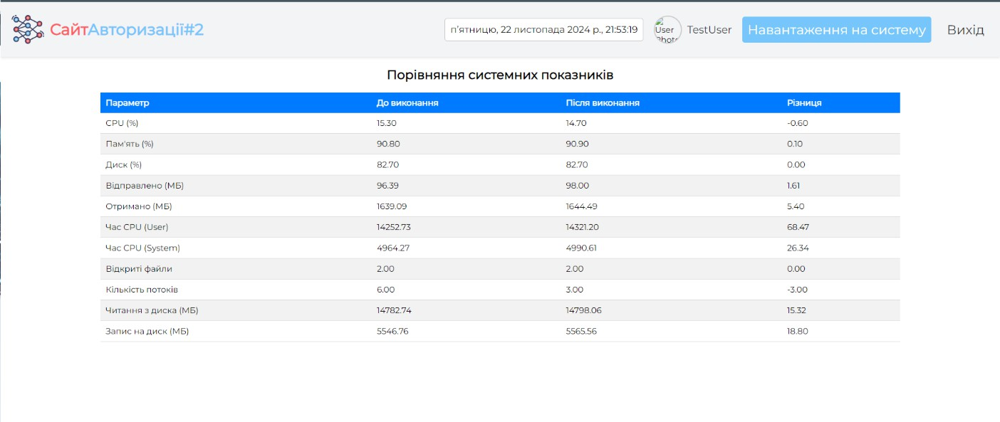 СайтАвторизації#2 п'ятницю, 22 листопада 2024 р., 21:53:19 User Photo TestUser Навантаження на систему Вихід
Порівняння системних показників
Параметр До виконання Після виконання Різниця
CPU (%) 15.30 14.70 -0.60
Пам'ять (%) 90.80 90.90 0.10
Диск (%) 82.70 82.70 0.00
Відправлено (МБ) 96.39 98.00 1.61
Отримано (МБ) 1639.09 1644.49 5.40
Час CPU (User) 14252.73 14321.20 68.47
Час CPU (System) 4964.27 4990.61 26.34
Відкриті файли 2.00 2.00 0.00
Кількість потоків 6.00 3.00 -3.00
Читання з диска (МБ) 14782.74 14798.06 15.32
Запис на диск (МБ) 5546.76 5565.56 18.80